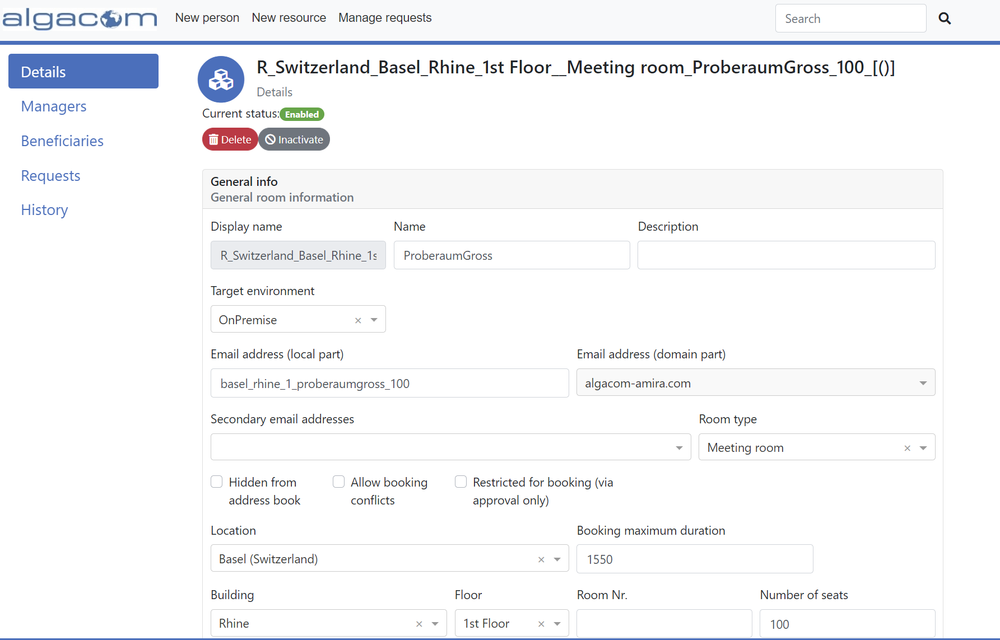 algacom
New person New resource Manage requests
Search
Details
Managers
Beneficiaries
Requests
History
R_Switzerland_Basel_Rhine_1st Floor__Meeting room_ProberaumGross_100_[()]
Details
Current status: Enabled
Delete Inactivate
General info
General room information
Display name Name Description
R_Switzerland_Basel_Rhine_1s ProberaumGross
Target environment
OnPremise
Email address (local part) Email address (domain part)
basel_rhine_1_proberaumgross_100 algacom-amira.com
Secondary email addresses Room type
Meeting room
Hidden from address book Allow booking conflicts Restricted for booking (via approval only)
Location Booking maximum duration
Basel (Switzerland) 1550
Building Floor Room Nr. Number of seats
Rhine 1st Floor 100